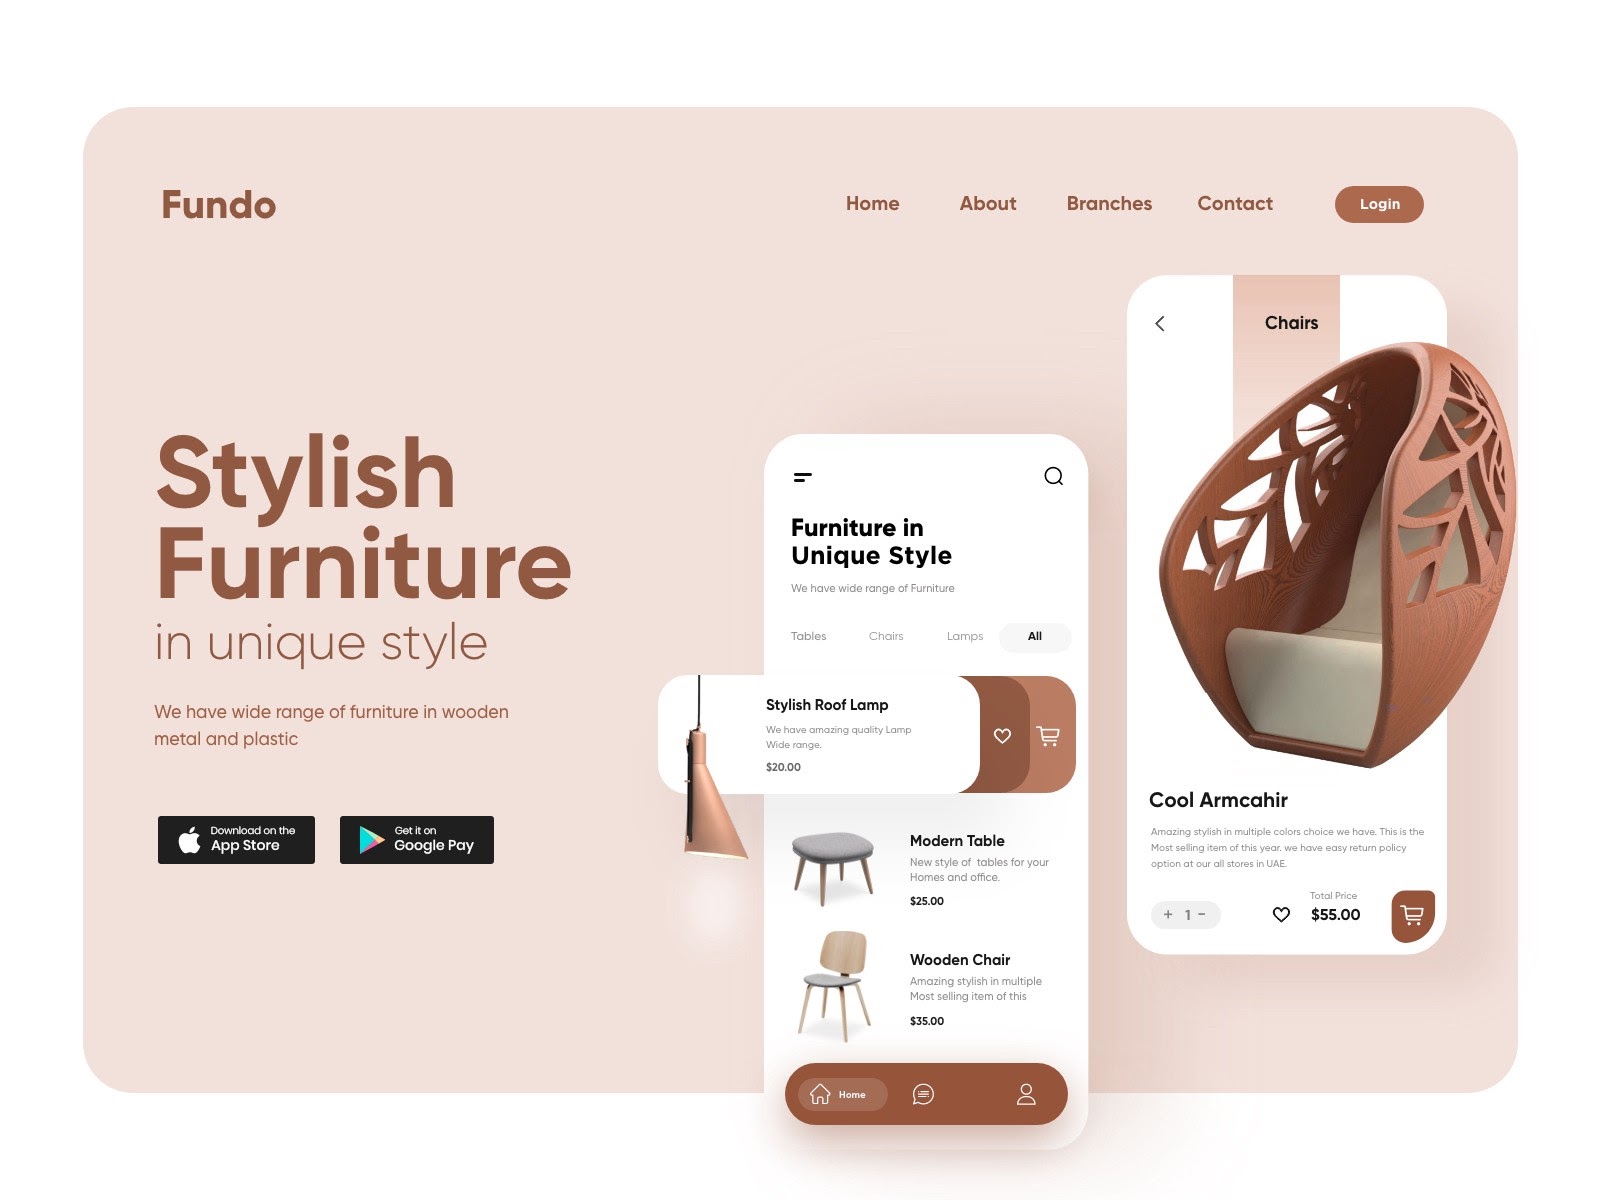 Fundo
Home
About
Branches
Contact
Login
Stylish
Furniture
in unique style
We have wide range of furniture in wooden
metal and plastic
Download on the
App Store
Get it on
Google Pay
Furniture in
Unique Style
We have wide range of Furniture
Tables
Chairs
Lamps
All
Stylish Roof Lamp
We have amazing quality Lamp
Wide range.
$20.00
Modern Table
New style of tables for your
Homes and office.
$25.00
Wooden Chair
Amazing stylish in multiple
Most selling item of this
$35.00
Home
Chairs
Cool Armcahir
Amazing stylish in multiple colors choice we have. This is the
Most selling item of this year. we have easy return policy
option at our all stores in UAE.
+ 1 -
Total Price
$55.00